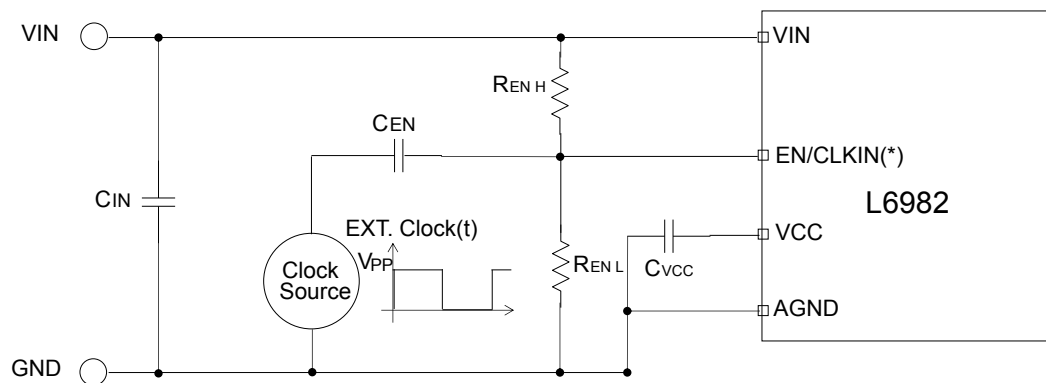 VIN
VIN
REN H
CEN
EN/CLKIN(*)
L6982
CIN
EXT. Clock(t)
VPP
Clock
Source
REN L
CVCC
VCC
AGND
GND